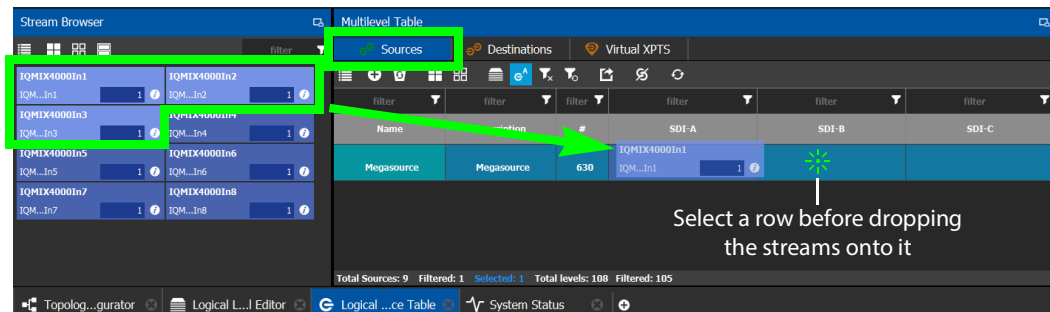 Stream Browser
Multilevel Table
filter
Sources
Destinations
Virtual XPTS
IQMIX4000In1
IQMIX4000In2
IQM...In1 1
IQM...In2 1
filter filter filter filter filter filter
IQMIX4000In3
IQMIX4000In4
IQM...In3 1
IQM...In4 1
Name Description # SDI-A SDI-B SDI-C
IQMIX4000In5
IQMIX4000In6
IQM...In5 1
IQM...In6 1
Megasource Megasource 630
IQMIX4000In1
IQM...In1 1
IQMIX4000In7
IQMIX4000In8
IQM...In7 1
IQM...In8 1
Select a row before dropping
the streams onto it
Total Sources: 9 Filtered: 1 Selected: 1 Total levels: 108 Filtered: 105
Topolog...gurator
Logical L...l Editor
Logical ...ce Table
System Status